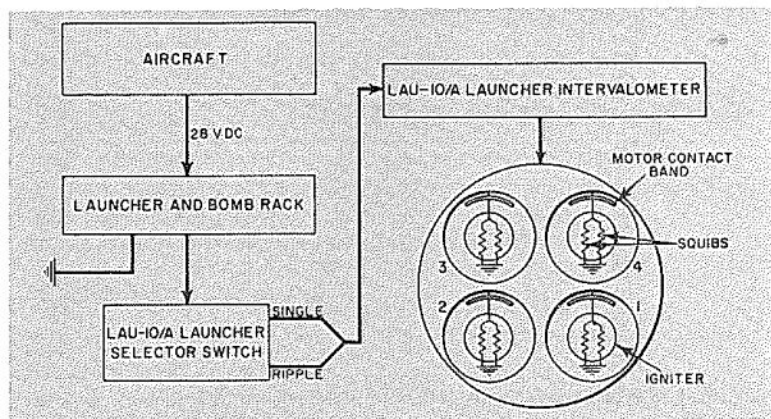 AIRCRAFT
28 V DC
LAUNCHER AND BOMB RACK
LAU-10/A LAUNCHER
SELECTOR SWITCH
SINGLE
RIPPLE
LAU-10/A LAUNCHER INTERVALOMETER
MOTOR CONTACT
BAND
SQUIBS
3
4
2
1
IGNITER